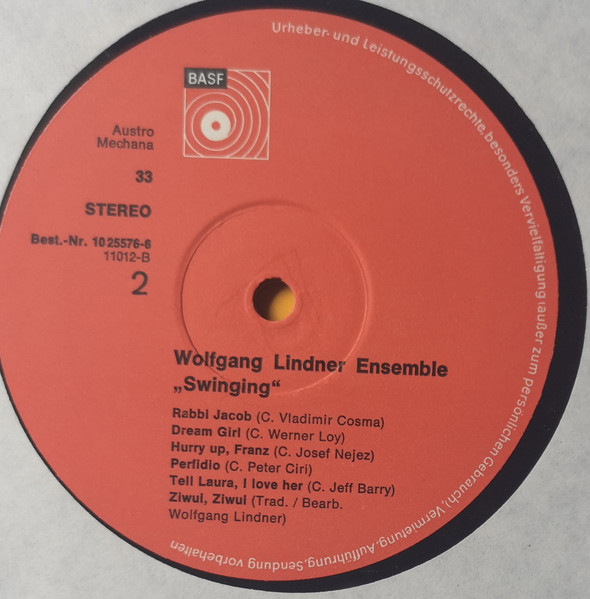 BASF
Urheber- und Leistungsschutzrechte, besonders Vervielfältigung (außer zum persönlichen Gebrauch), Vermietung, Aufführung, Sendung vorbehalten
Austro
Mechana
33
STEREO
Best.-Nr. 10 25576-6
11012-B
2
Wolfgang Lindner Ensemble
„Swinging“
Rabbi Jacob (C. Vladimir Cosma)
Dream Girl (C. Werner Loy)
Hurry up, Franz (C. Josef Nejez)
Perfidio (C. Peter Ciri)
Tell Laura, I love her (C. Jeff Barry)
Ziwui, Ziwui (Trad. / Bearb.
Wolfgang Lindner)